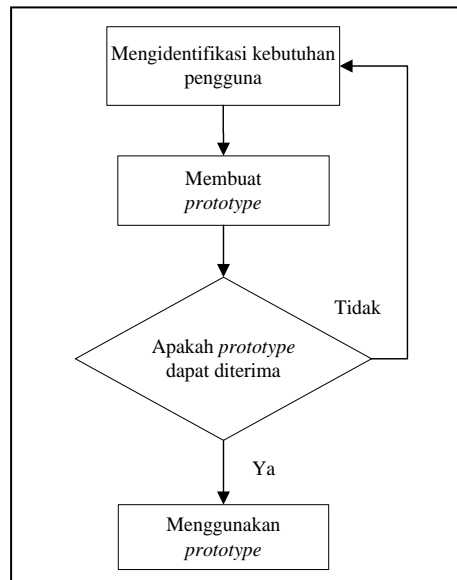 Mengidentifikasi kebutuhan
pengguna
Membuat
prototype
Tidak
Apakah prototype
dapat diterima
Ya
Menggunakan
prototype